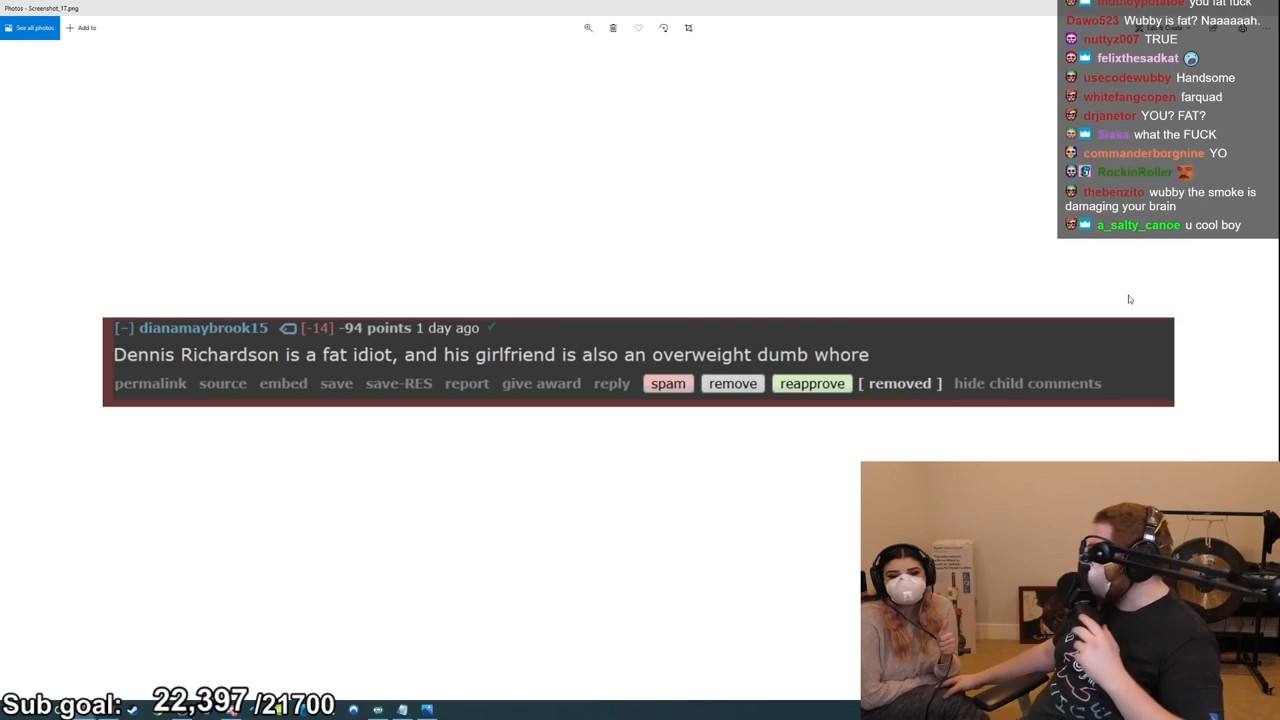 Photos - Screenshot_17.png
See all photos
Add to
Edit & Create
mouldypotatoe you fat fuck
Dawo523 Wubby is fat? Naaaaaah.
nuttyz007 TRUE
felixthesadkat
usecodewubby Handsome
whitefangcopen farquad
drjanetor YOU? FAT?
Siaka what the FUCK
commanderborgnine YO
RockinRoller
thebenzito wubby the smoke is
damaging your brain
a_salty_canoe u cool boy
[-] dianamaybrook15 [-14] -94 points 1 day ago
Dennis Richardson is a fat idiot, and his girlfriend is also an overweight dumb whore
permalink source embed save save-RES report give award reply spam remove reapprove [ removed ] hide child comments
Sub goal: 22,397 /21700